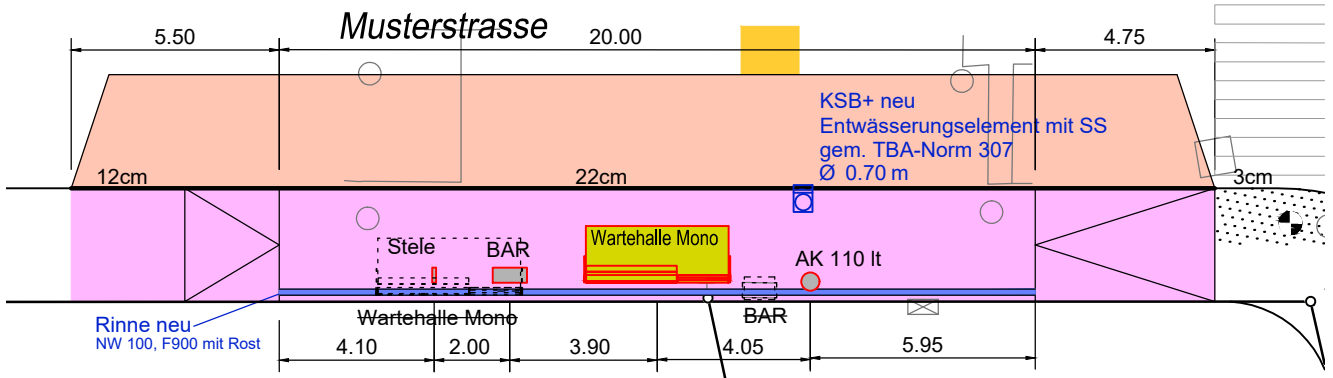 Musterstrasse
5.50
20.00
4.75
KSB+ neu
Entwässerungselement mit SS
gem. TBA-Norm 307
Ø 0.70 m
12cm
22cm
3cm
Stele
BAR
Wartehalle Mono
AK 110 lt
Rinne neu
NW 100, F900 mit Rost
Wartehalle Mono
BAR
4.10
2.00
3.90
4.05
5.95